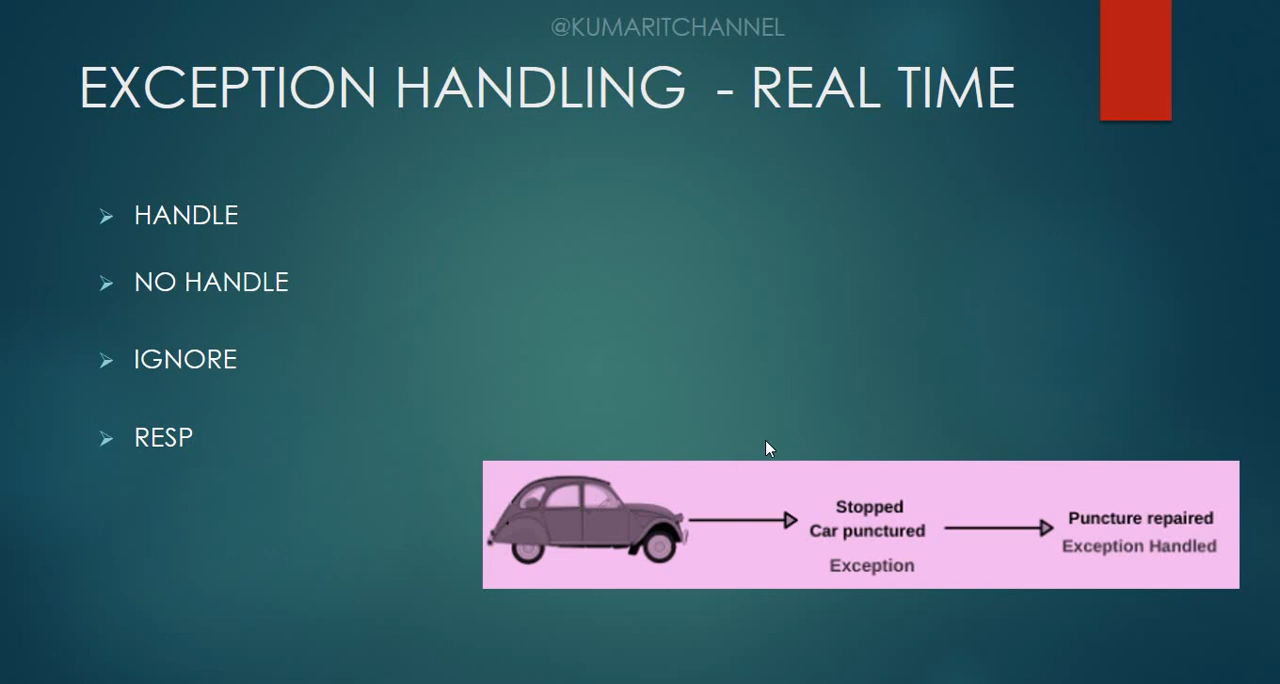 @KUMARITCHANNEL
EXCEPTION HANDLING - REAL TIME
HANDLE
NO HANDLE
IGNORE
RESP
Stopped
Car punctured
Exception
Puncture repaired
Exception Handled